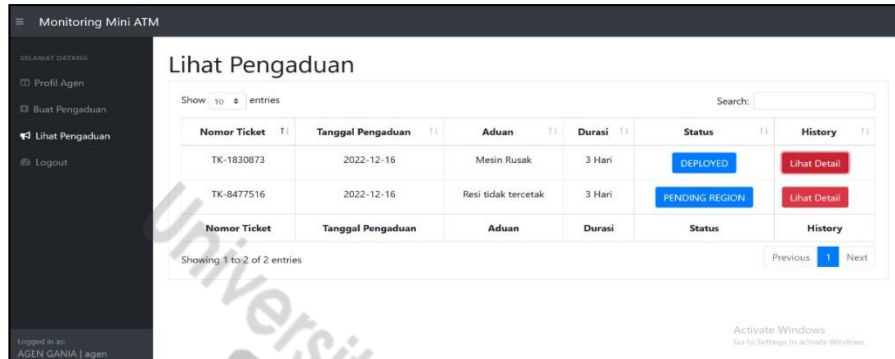 Monitoring Mini ATM
SELAMAT DATANG
Profil Agen
Buat Pengaduan
Lihat Pengaduan
Logout
Logged in as:
AGEN GANIA | agen
Lihat Pengaduan
Show 10 entries
Search:
Nomor Ticket Tanggal Pengaduan Aduan Durasi Status History
TK-1830873 2022-12-16 Mesin Rusak 3 Hari DEPLOYED Lihat Detail
TK-8477516 2022-12-16 Resi tidak tercetak 3 Hari PENDING REGION Lihat Detail
Nomor Ticket Tanggal Pengaduan Aduan Durasi Status History
Showing 1 to 2 of 2 entries
Previous 1 Next
Activate Windows
Go to Settings to activate Windows.
Universit